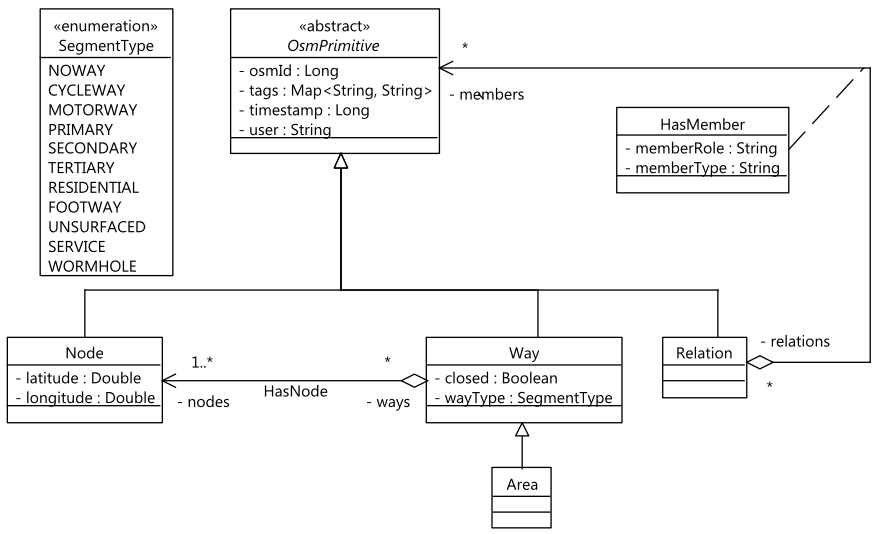 «enumeration»
SegmentType
NOWAY
CYCLEWAY
MOTORWAY
PRIMARY
SECONDARY
TERTIARY
RESIDENTIAL
FOOTWAY
UNSURFACED
SERVICE
WORMHOLE
«abstract»
OsmPrimitive
- osmId : Long
- tags : Map<String, String>
- timestamp : Long
- user : String
*
- members
HasMember
- memberRole : String
- memberType : String
Node
- latitude : Double
- longitude : Double
1..*
- nodes
HasNode
*
- ways
Way
- closed : Boolean
- wayType : SegmentType
Relation
- relations
*
Area